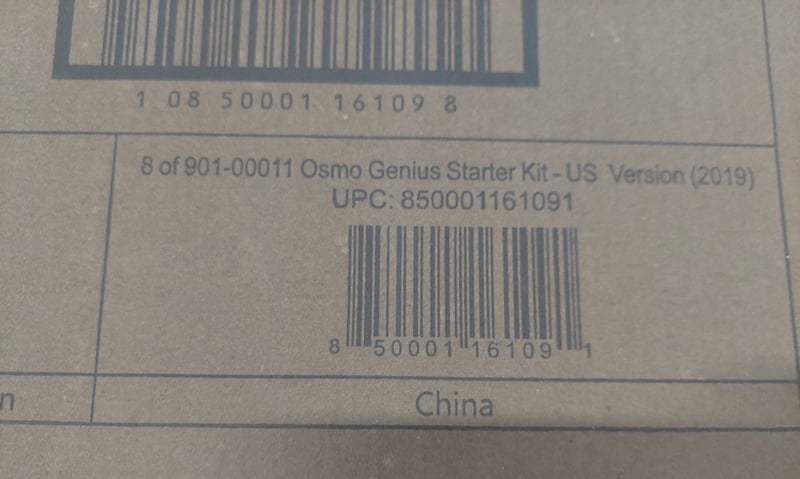 1 08 50001 16109 8
8 of 901-00011 Osmo Genius Starter Kit - US Version (2019)
UPC: 850001161091
8 50001 16109 1
n
China